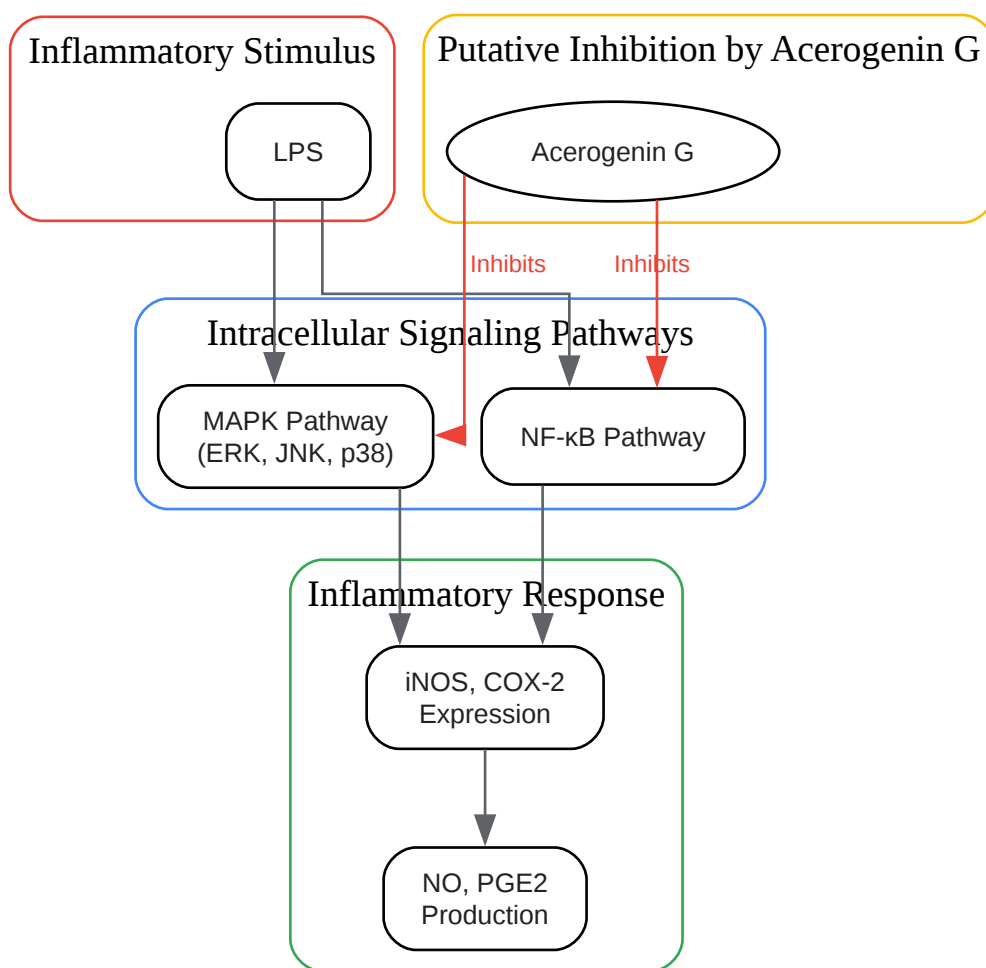 Inflammatory Stimulus
Putative Inhibition by Acerogenin G
LPS
Acerogenin G
Inhibits
Inhibits
Intracellular Signaling Pathways
MAPK Pathway
(ERK, JNK, p38)
NF-κB Pathway
Inflammatory Response
iNOS, COX-2
Expression
NO, PGE2
Production